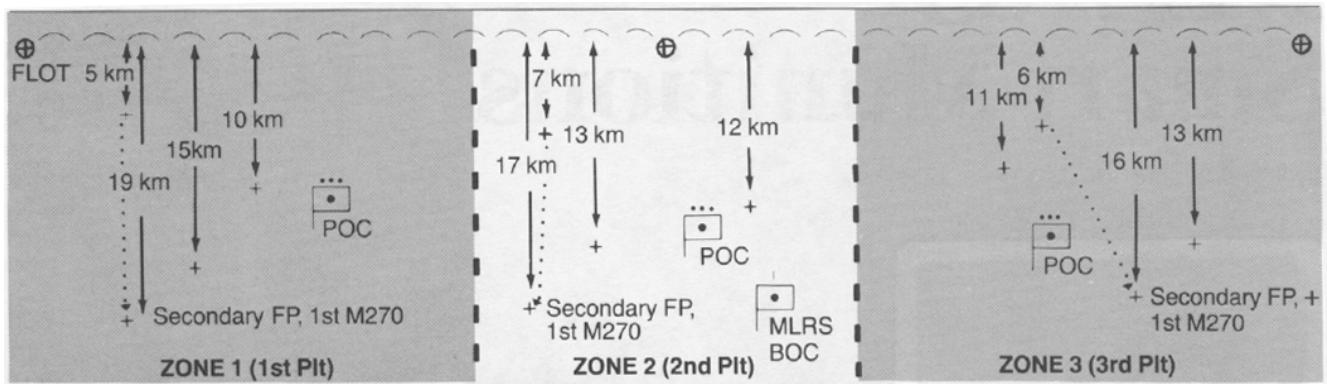 FLOT
5 km
19 km
15km
10 km
POC
Secondary FP, 1st M270
ZONE 1 (1st Plt)
7 km
17 km
13 km
12 km
POC
Secondary FP,
1st M270
MLRS
BOC
ZONE 2 (2nd Plt)
11 km
6 km
16 km
13 km
POC
Secondary FP,
1st M270
ZONE 3 (3rd Plt)